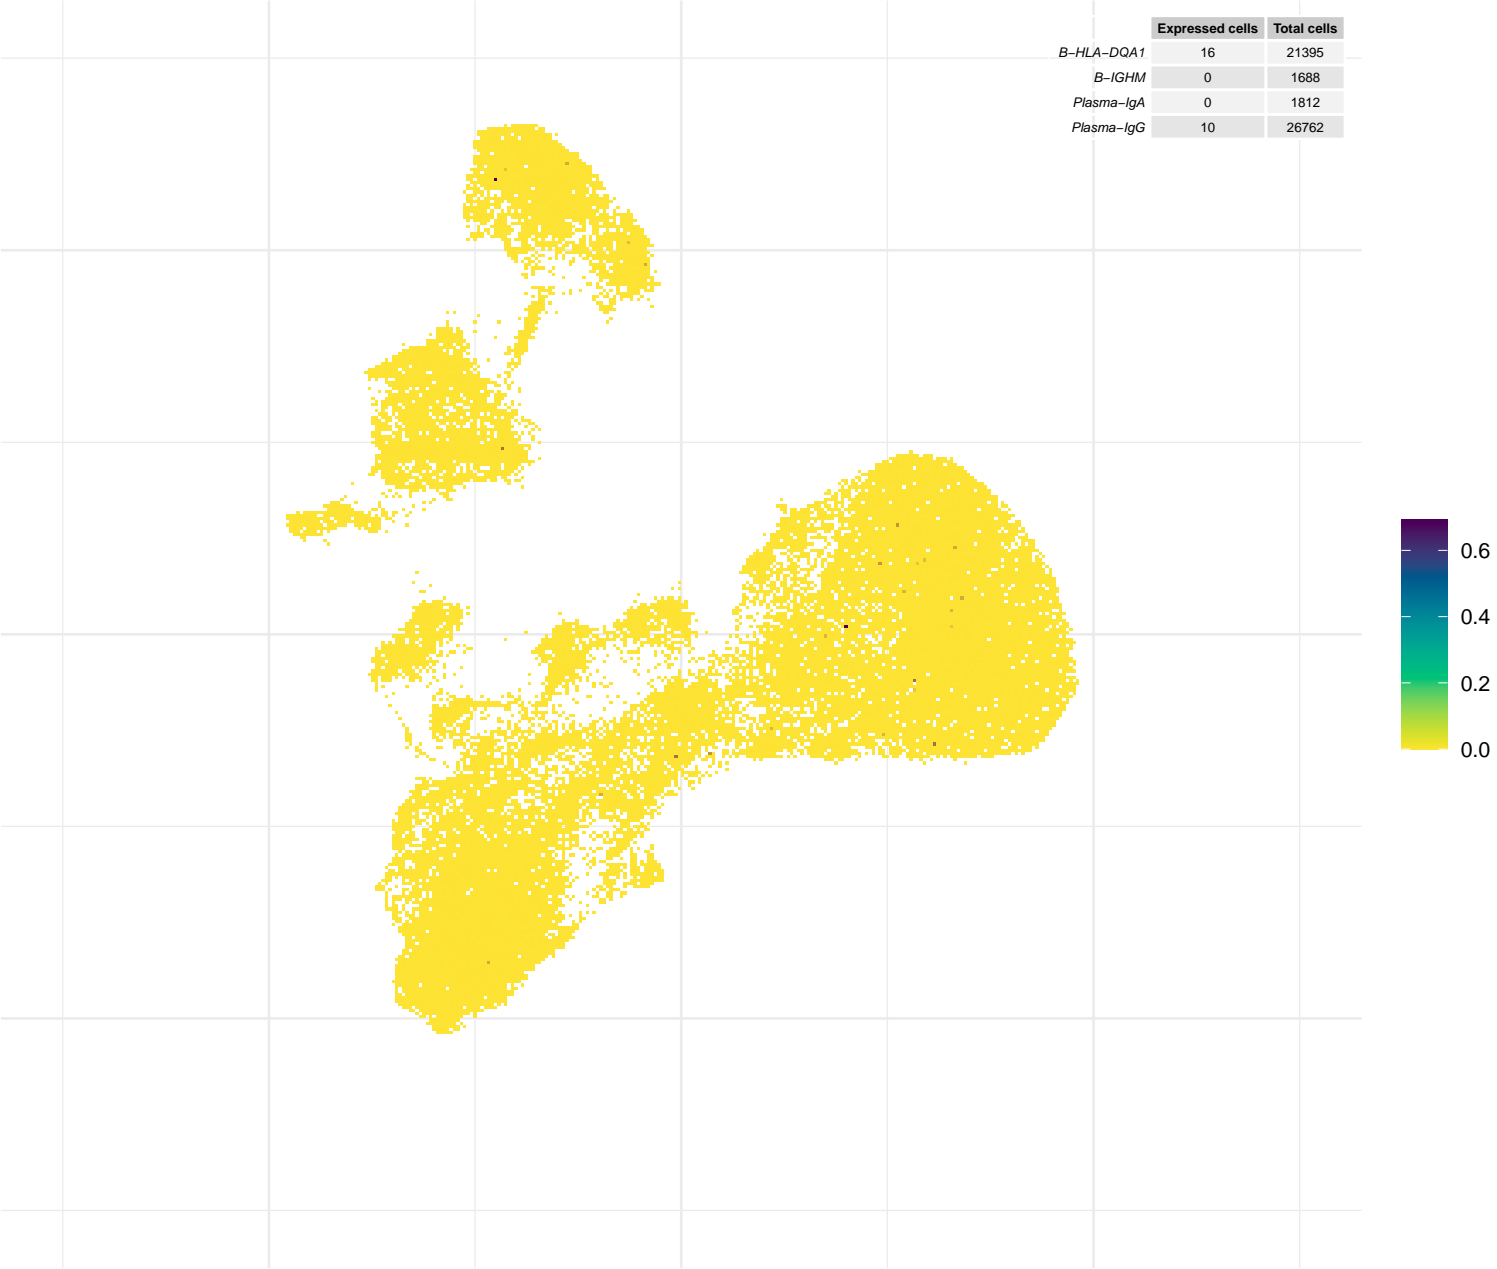 Expressed cells Total cells
B−HLA−DQA1 16 21395
B−IGHM 0 1688
Plasma−IgA 0 1812
Plasma−IgG 10 26762
0.6
0.4
0.2
0.0